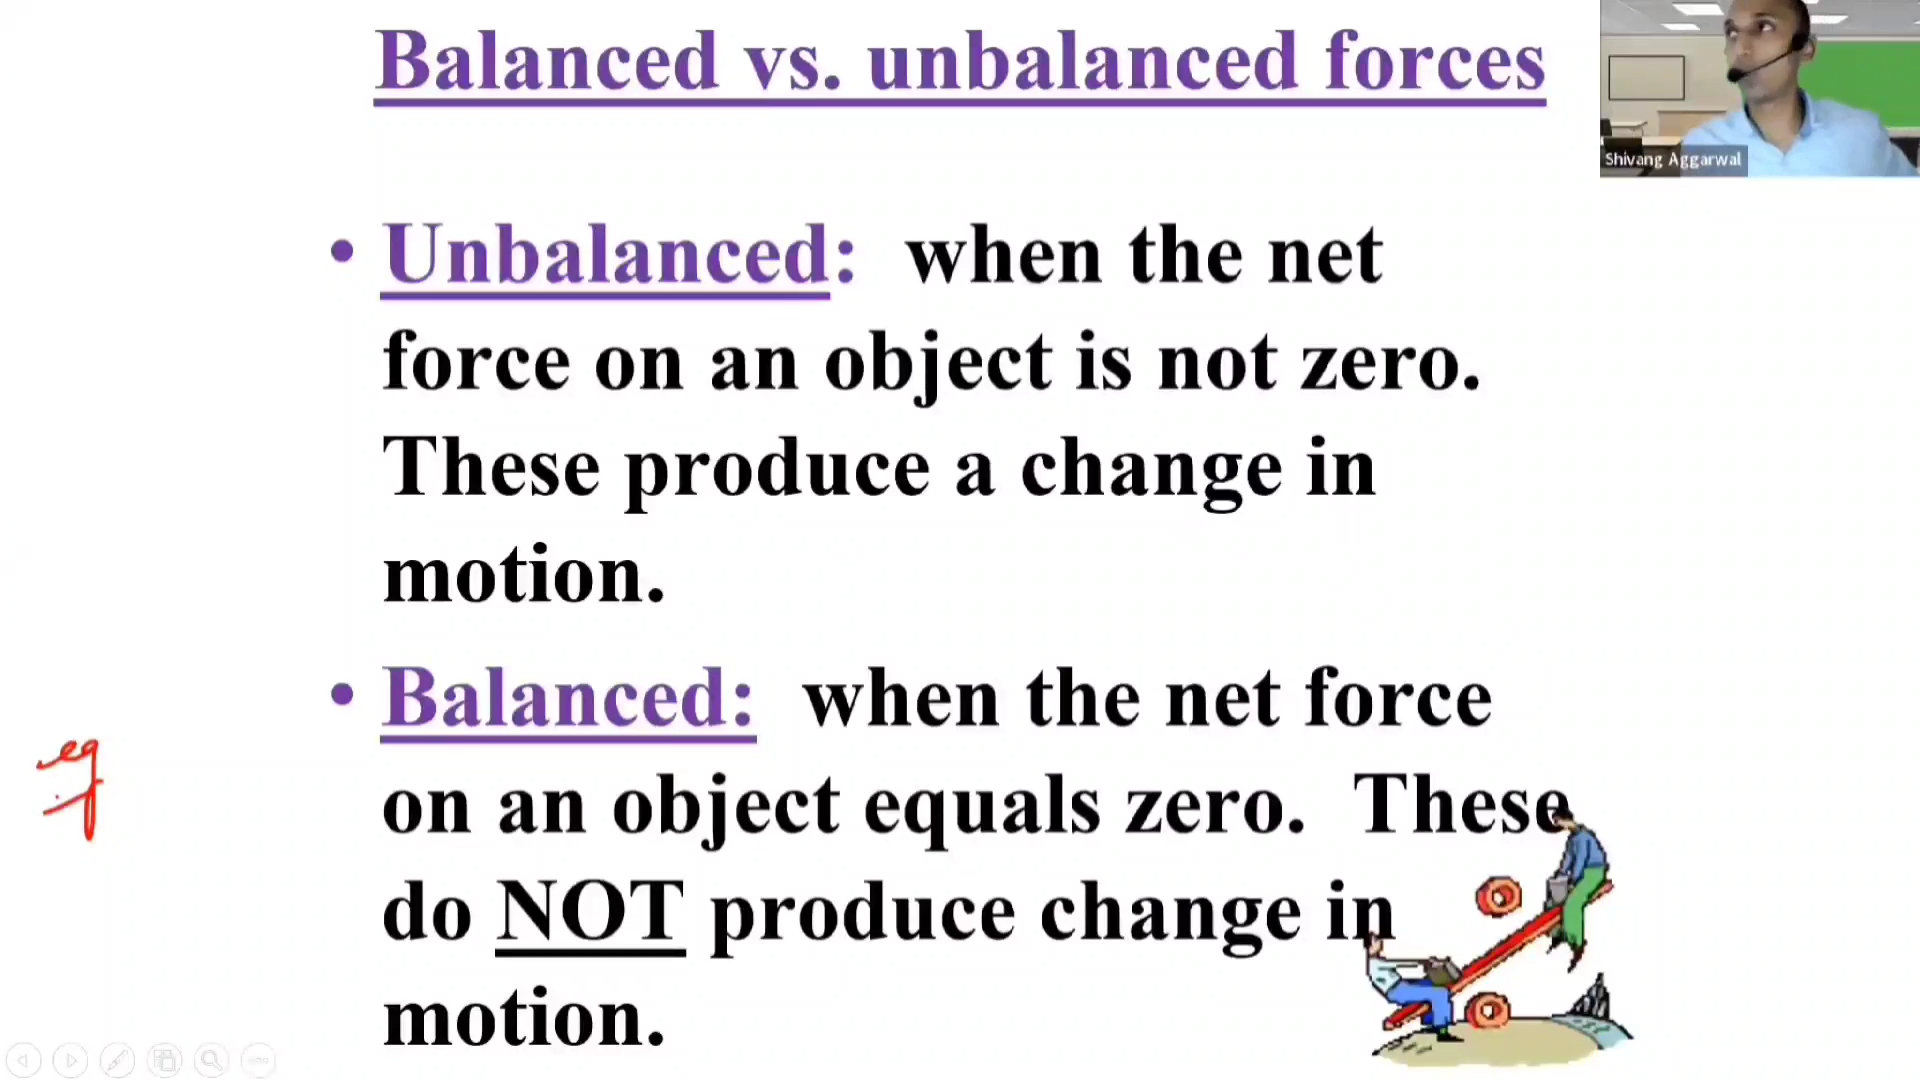 Balanced vs. unbalanced forces
Shivang Aggarwal
• Unbalanced: when the net
force on an object is not zero.
These produce a change in
motion.
• Balanced: when the net force
on an object equals zero. These
do NOT produce change in
motion.
eg